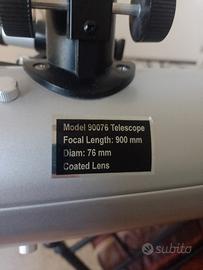 Model 90076 Telescope
Focal Length: 900 mm
Diam: 76 mm
Coated Lens
subito